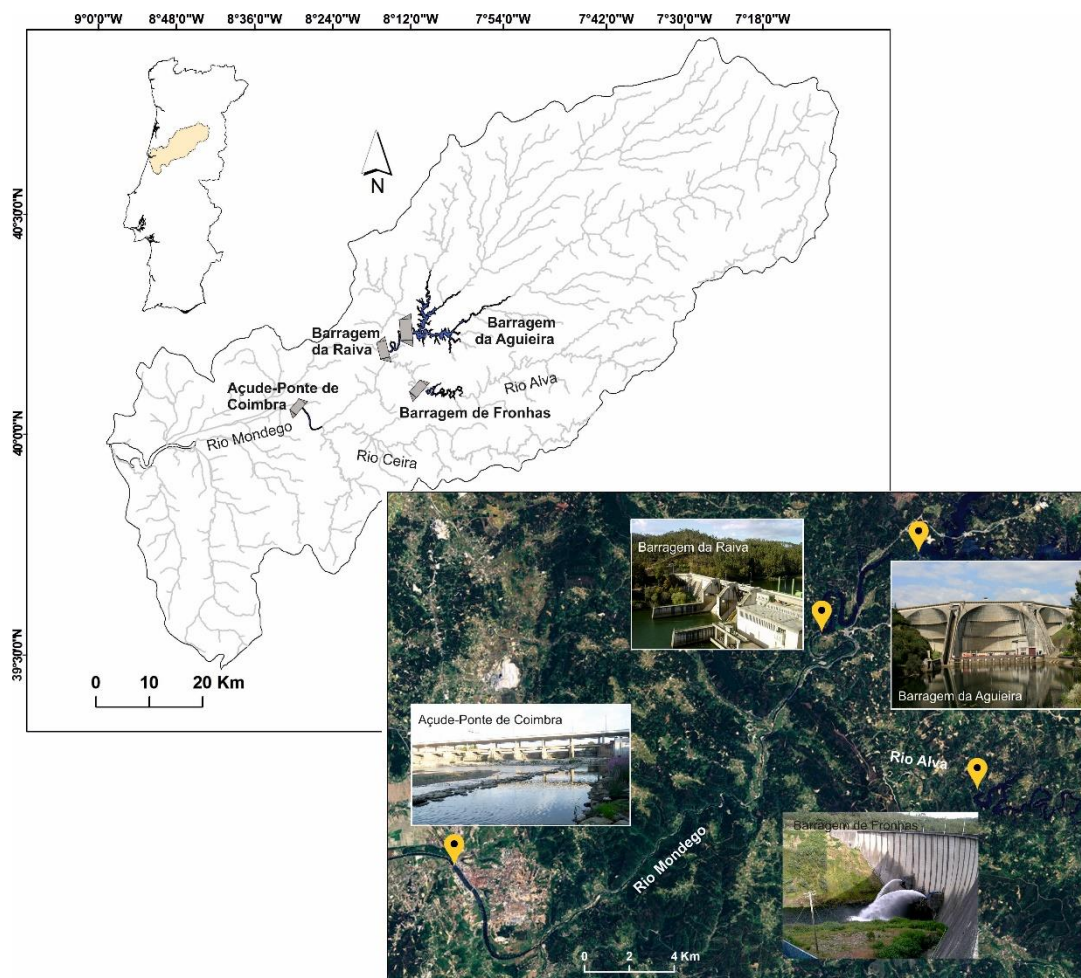 9°0'0"W 8°48'0"W 8°36'0"W 8°24'0"W 8°12'0"W 7°54'0"W 7°42'0"W 7°30'0"W 7°18'0"W
40°30'0"N
40°0'0"N
39°30'0"N
N
Barragem
da Raiva
Barragem
da Aguieira
Açude-Ponte de
Coimbra
Rio Alva
Barragem de Fronhas
Rio Mondego
Rio Ceira
0 10 20 Km
Barragem da Raiva
Barragem da Aguieira
Açude-Ponte de Coimbra
Rio Alva
Barragem de Fronhas
Rio Mondego
0 2 4 Km